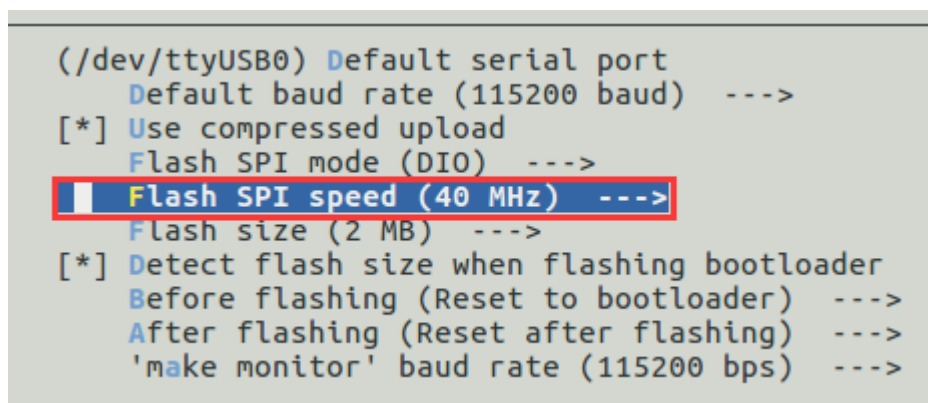 (/dev/ttyUSB0) Default serial port
Default baud rate (115200 baud)  --->
[*] Use compressed upload
Flash SPI mode (DIO)  --->
Flash SPI speed (40 MHz)  --->
Flash size (2 MB)  --->
[*] Detect flash size when flashing bootloader
Before flashing (Reset to bootloader)  --->
After flashing (Reset after flashing)  --->
'make monitor' baud rate (115200 bps)  --->